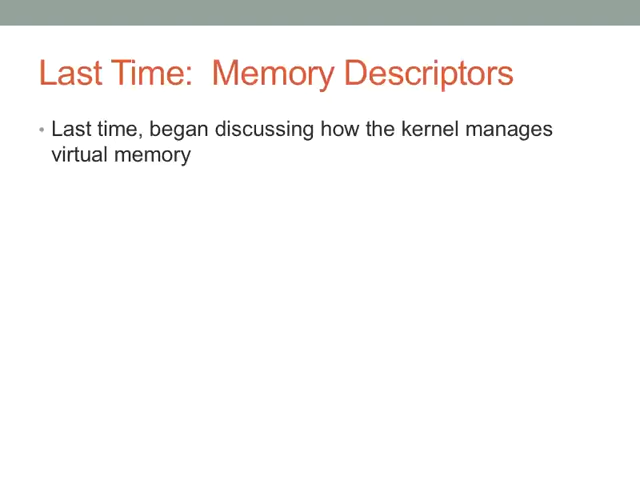 Last Time:  Memory Descriptors
• Last time, began discussing how the kernel manages
virtual memory